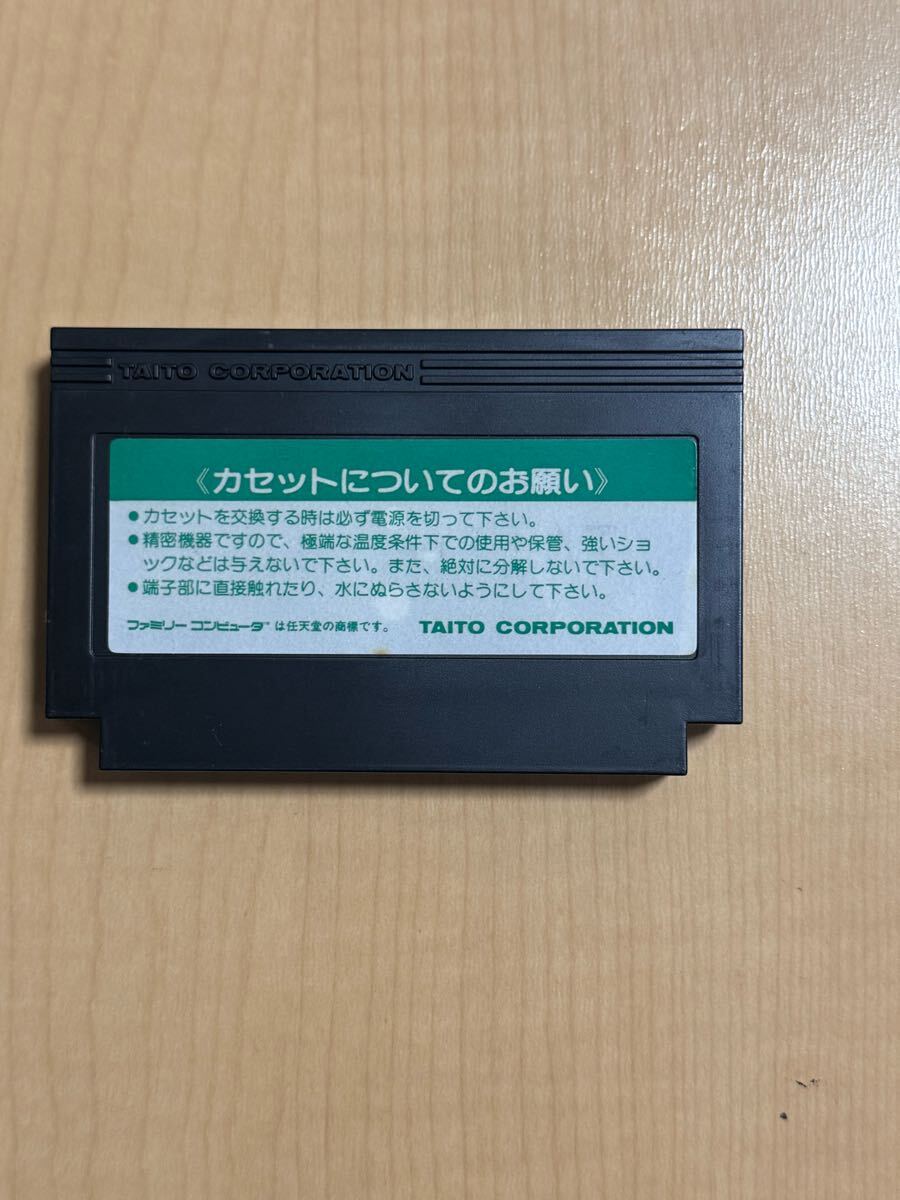 TAITO CORPORATION
《カセットについてのお願い》
●カセットを交換する時は必ず電源を切って下さい。
●精密機器ですので、極端な温度条件下での使用や保管、強いショ
ックなどは与えないで下さい。また、絶対に分解しないで下さい。
●端子部に直接触れたり、水にぬらさないようにして下さい。
ファミリー コンピュータ™は任天堂の商標です。 TAITO CORPORATION